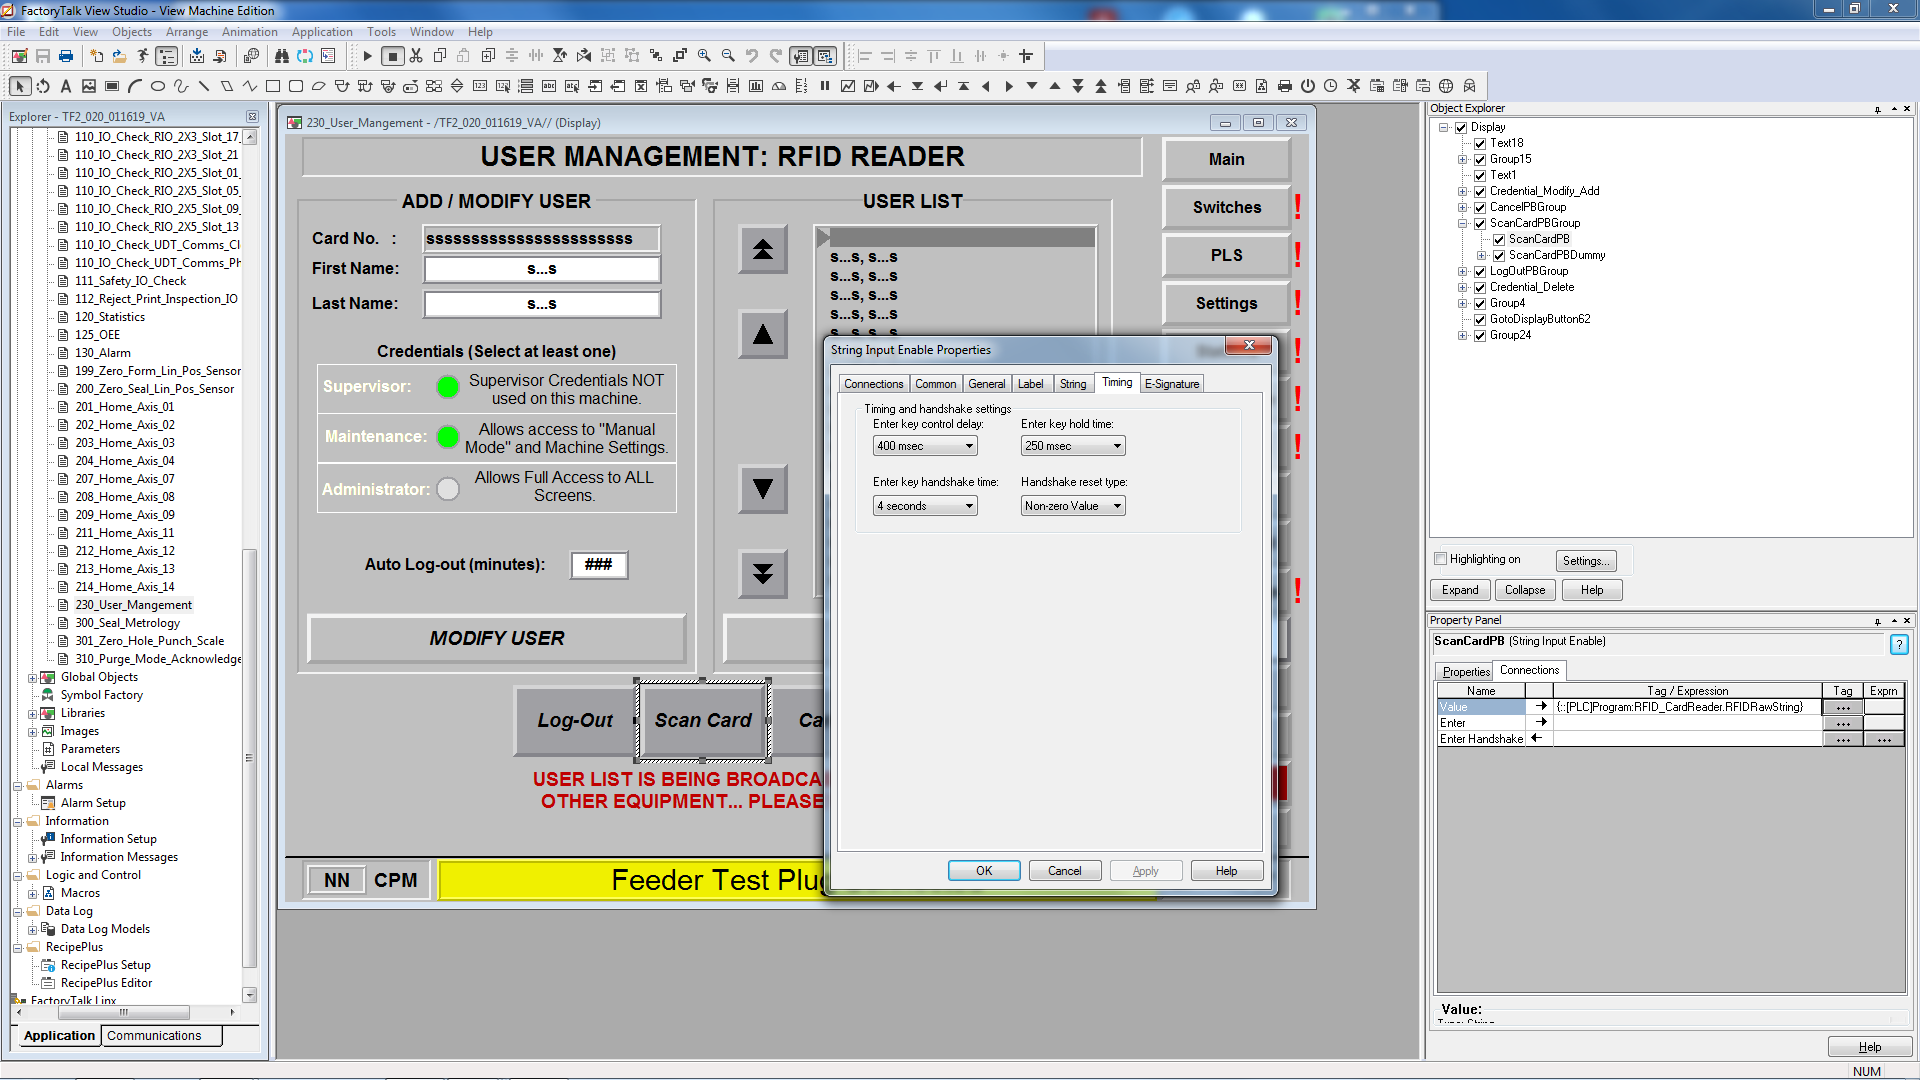 FactoryTalk View Studio - View Machine Edition
File Edit View Objects Arrange Animation Application Tools Window Help
Explorer - TF2_020_011619_VA
110_IO_Check_RIO_2X3_Slot_17_
110_IO_Check_RIO_2X3_Slot_21
110_IO_Check_RIO_2X5_Slot_01_
110_IO_Check_RIO_2X5_Slot_05_
110_IO_Check_RIO_2X5_Slot_09_
110_IO_Check_RIO_2X5_Slot_13
110_IO_Check_UDT_Comms_Cl
110_IO_Check_UDT_Comms_Ph
111_Safety_IO_Check
112_Reject_Print_Inspection_IO
120_Statistics
125_OEE
130_Alarm
199_Zero_Form_Lin_Pos_Sensor
200_Zero_Seal_Lin_Pos_Sensor
201_Home_Axis_01
202_Home_Axis_02
203_Home_Axis_03
204_Home_Axis_04
207_Home_Axis_07
208_Home_Axis_08
209_Home_Axis_09
211_Home_Axis_11
212_Home_Axis_12
213_Home_Axis_13
214_Home_Axis_14
230_User_Mangement
300_Seal_Metrology
301_Zero_Hole_Punch_Scale
310_Purge_Mode_Acknowledge
Global Objects
Symbol Factory
Libraries
Images
Parameters
Local Messages
Alarms
Alarm Setup
Information
Information Setup
Information Messages
Logic and Control
Macros
Data Log
Data Log Models
RecipePlus
RecipePlus Setup
RecipePlus Editor
FactoryTalk Linx
Application Communications
230_User_Mangement - /TF2_020_011619_VA// (Display)
USER MANAGEMENT: RFID READER
ADD / MODIFY USER
Card No. : sssssssssssssssssssssss
First Name: s...s
Last Name: s...s
Credentials (Select at least one)
Supervisor: Supervisor Credentials NOT
used on this machine.
Maintenance: Allows access to "Manual
Mode" and Machine Settings.
Administrator: Allows Full Access to ALL
Screens.
Auto Log-out (minutes): ###
MODIFY USER
USER LIST
s...s, s...s
s...s, s...s
s...s, s...s
s...s, s...s
s...s, s...s
Main
Switches !
PLS !
Settings !
!
!
!
!
Log-Out Scan Card Ca
USER LIST IS BEING BROADCA
OTHER EQUIPMENT... PLEASE
NN CPM
Feeder Test Plu
String Input Enable Properties
Connections Common General Label String Timing E-Signature
Timing and handshake settings
Enter key control delay: Enter key hold time:
400 msec 250 msec
Enter key handshake time: Handshake reset type:
4 seconds Non-zero Value
OK Cancel Apply Help
Object Explorer
Display
Text18
Group15
Text1
Credential_Modify_Add
CancelPBGroup
ScanCardPBGroup
ScanCardPB
ScanCardPBDummy
LogOutPBGroup
Credential_Delete
Group4
GotoDisplayButton62
Group24
Highlighting on Settings...
Expand Collapse Help
Property Panel
ScanCardPB (String Input Enable)
?
Properties Connections
Name Tag / Expression Tag Exprn
Value {::[PLC]Program:RFID_CardReader.RFIDRawString} ...
Enter ...
Enter Handshake ... ...
Value:
Type: String
Help
NUM